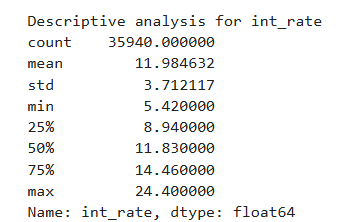 Descriptive analysis for int_rate
count    35940.000000
mean        11.984632
std          3.712117
min          5.420000
25%          8.940000
50%         11.830000
75%         14.460000
max         24.400000
Name: int_rate, dtype: float64